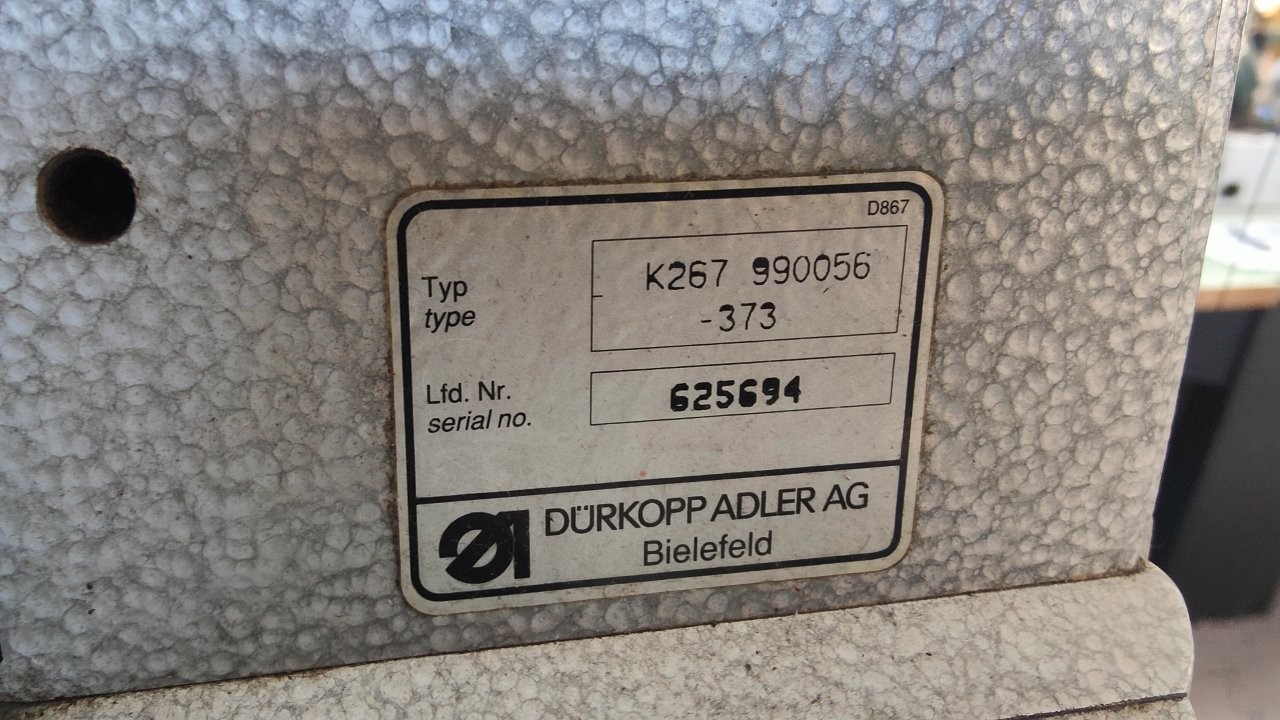 D867
Typ
type
K267 990056
-373
Lfd. Nr.
serial no.
625694
DÜRKOPP ADLER AG
Bielefeld